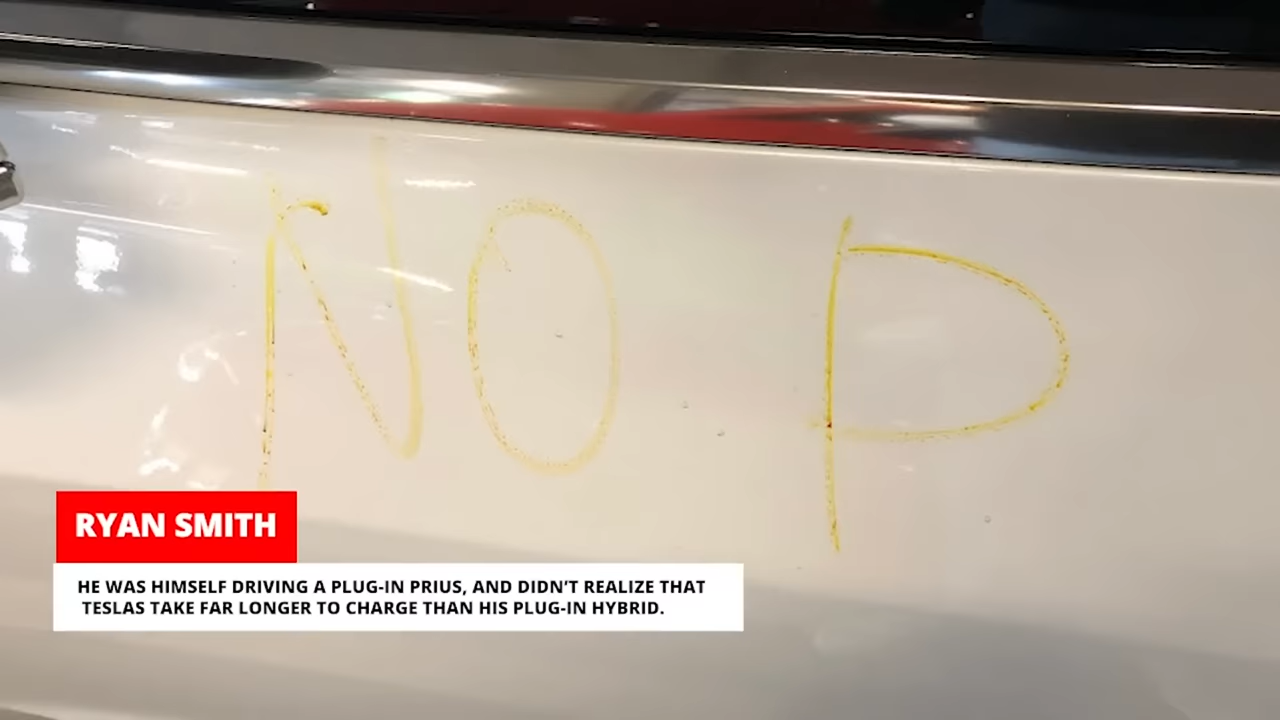 NO P
RYAN SMITH
HE WAS HIMSELF DRIVING A PLUG-IN PRIUS, AND DIDN'T REALIZE THAT
TESLAS TAKE FAR LONGER TO CHARGE THAN HIS PLUG-IN HYBRID.